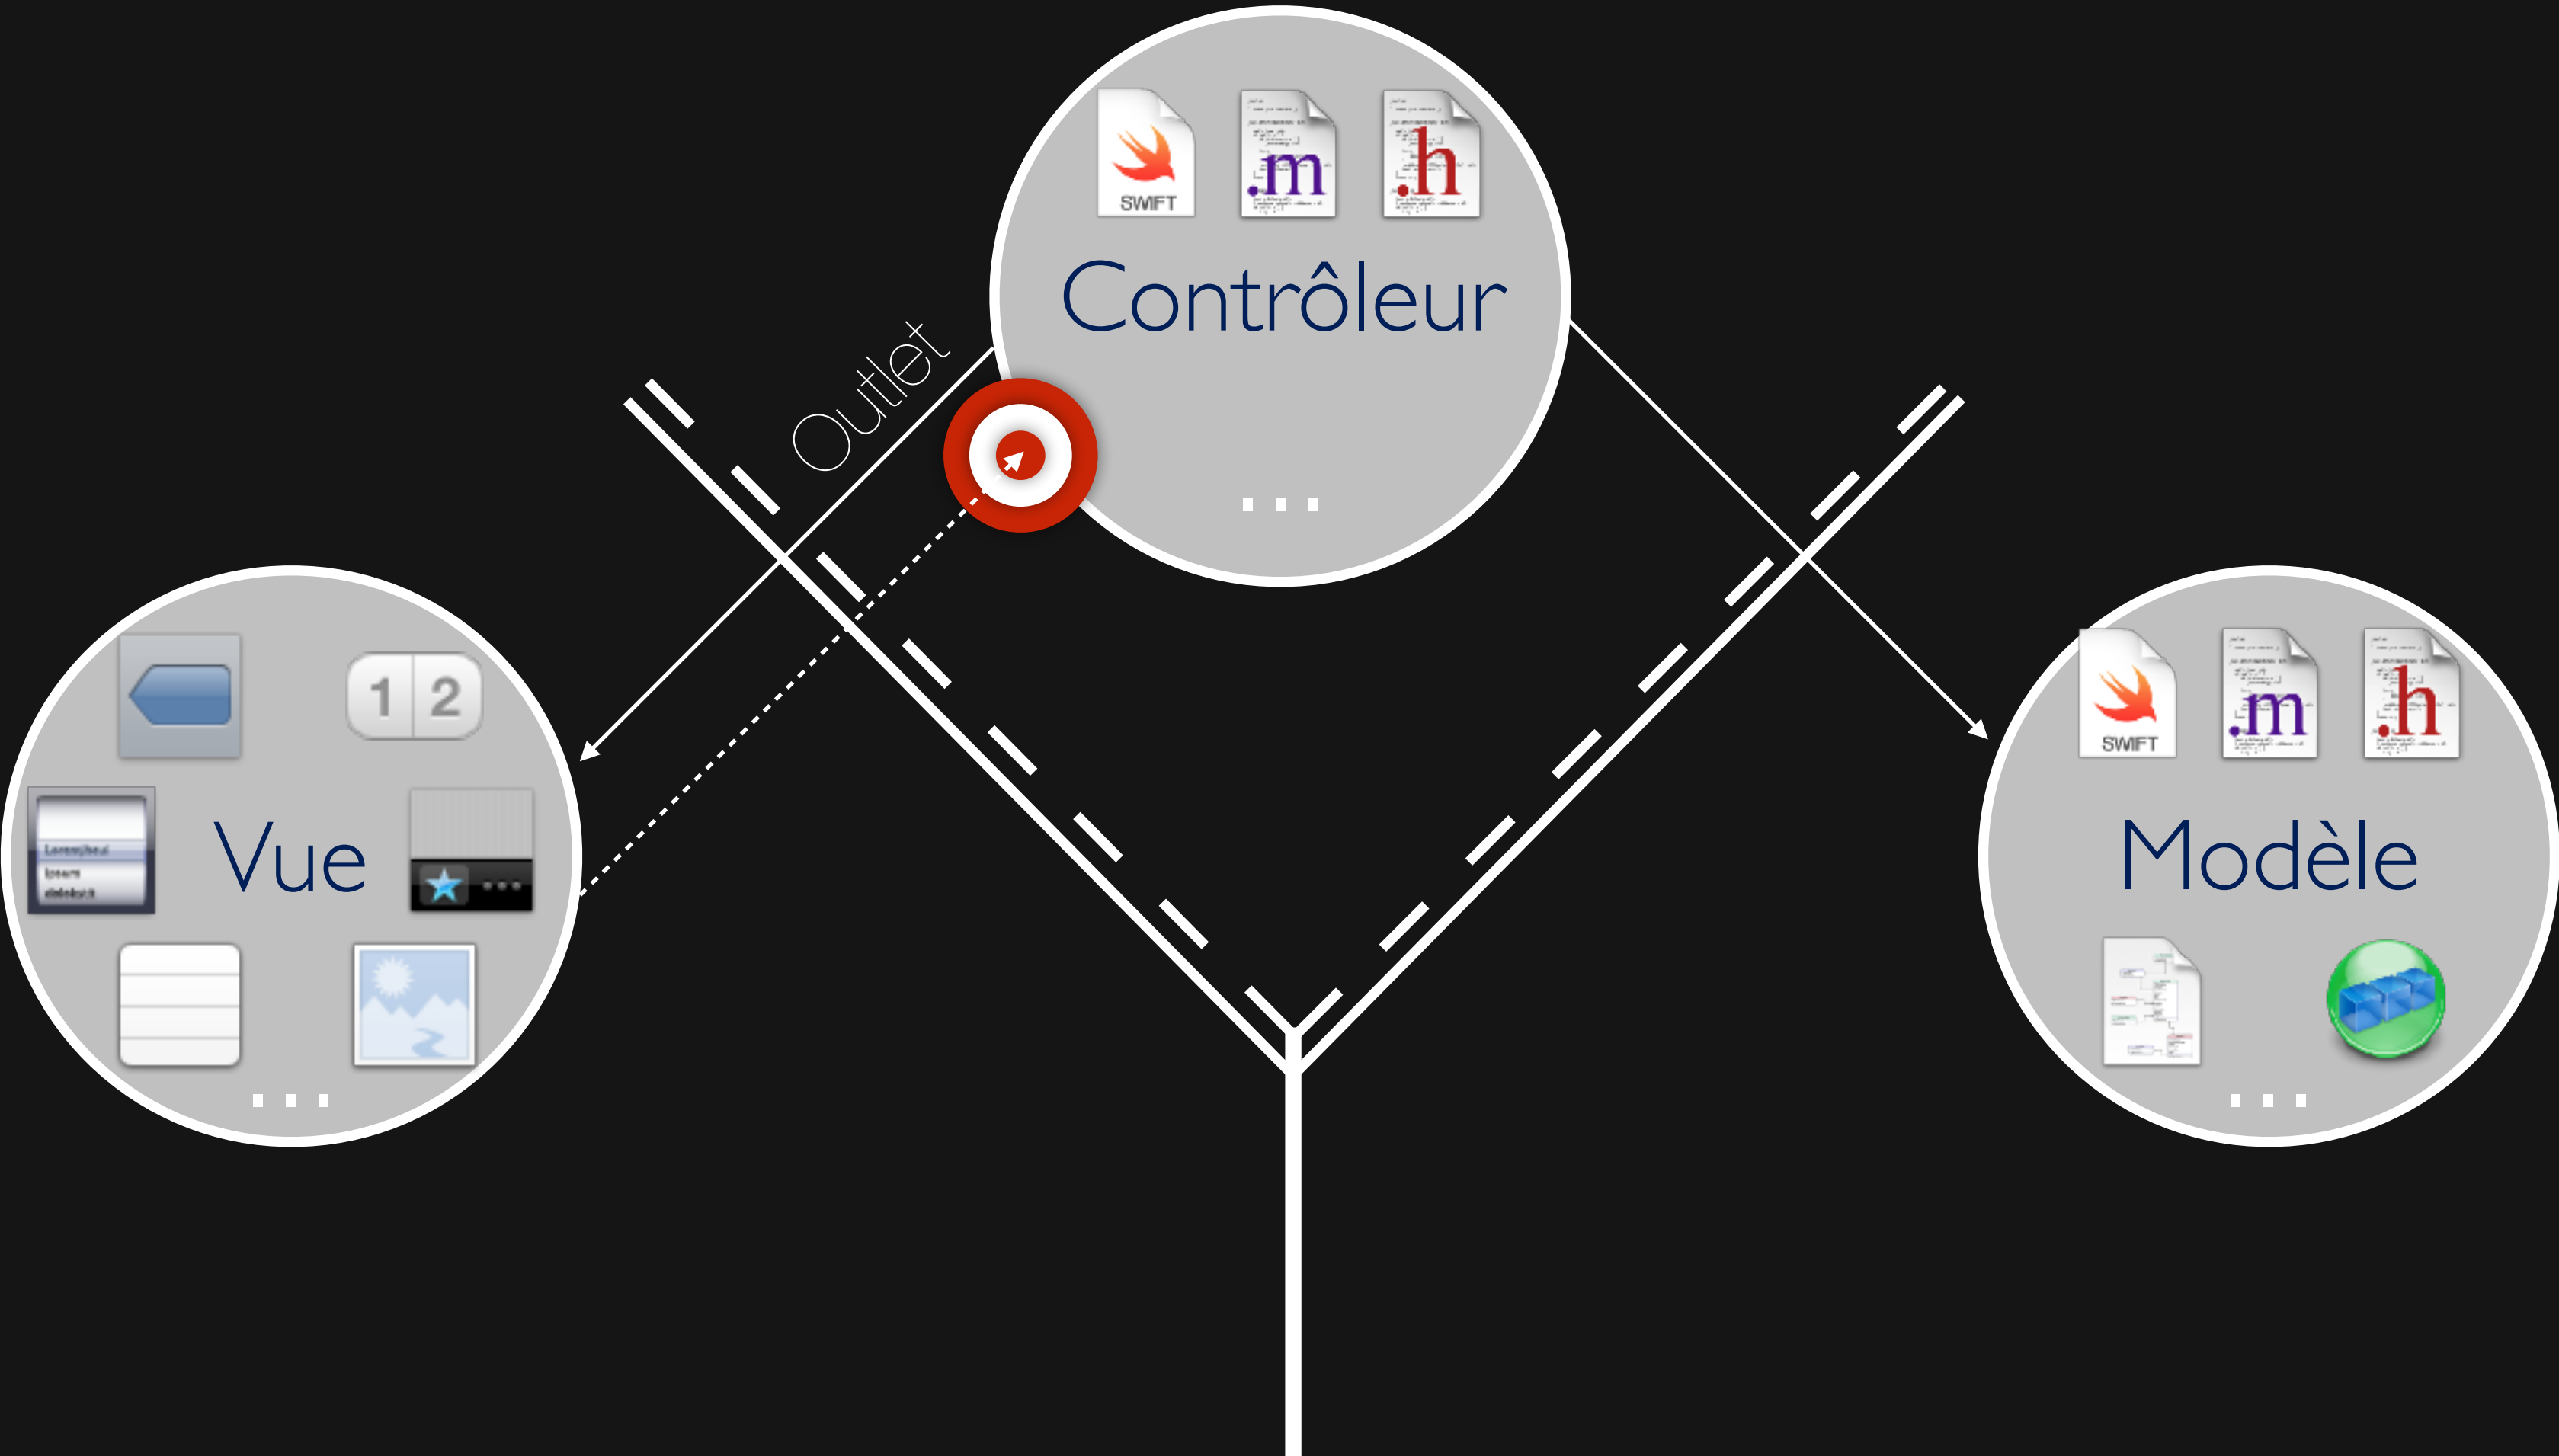 SWIFT
.m
.h
Contrôleur
...
Outlet
1 2
Vue
...
SWIFT
.m
.h
Modèle
...